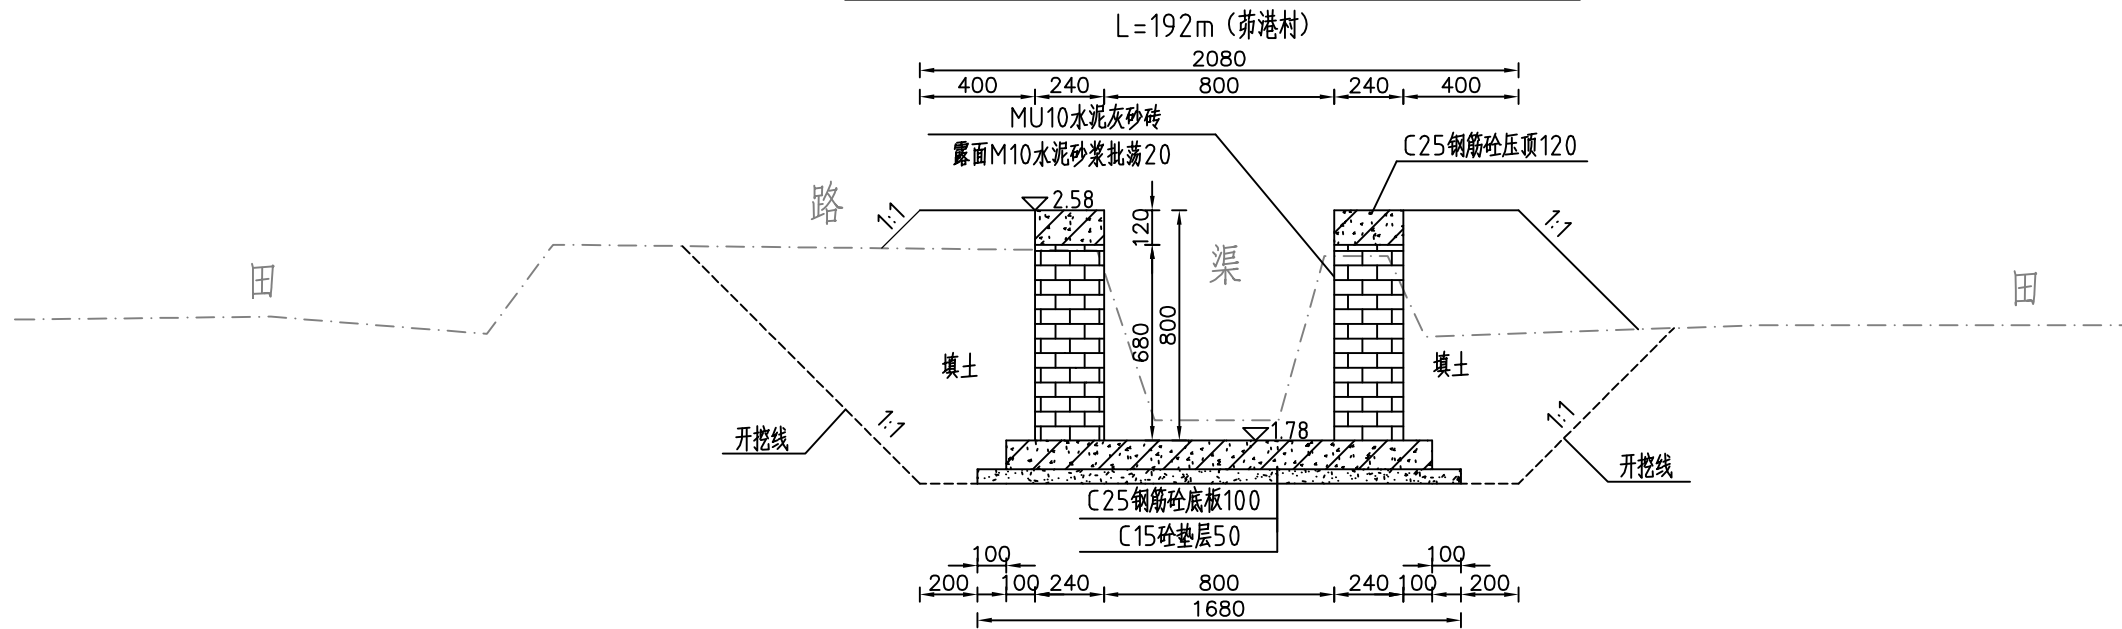 L=192m（茆港村）
2080
400 240 800 240 400
MU10水泥灰砂砖
露面M10水泥砂浆批荡20
C25钢筋砼压顶120
路
1:1
2.58
120
1:1
渠
田
田
680
800
填土
填土
1:1
1.78
1:1
开挖线
开挖线
C25钢筋砼底板100
C15砼垫层50
100
100
200 100 240 800 240 100 200
1680